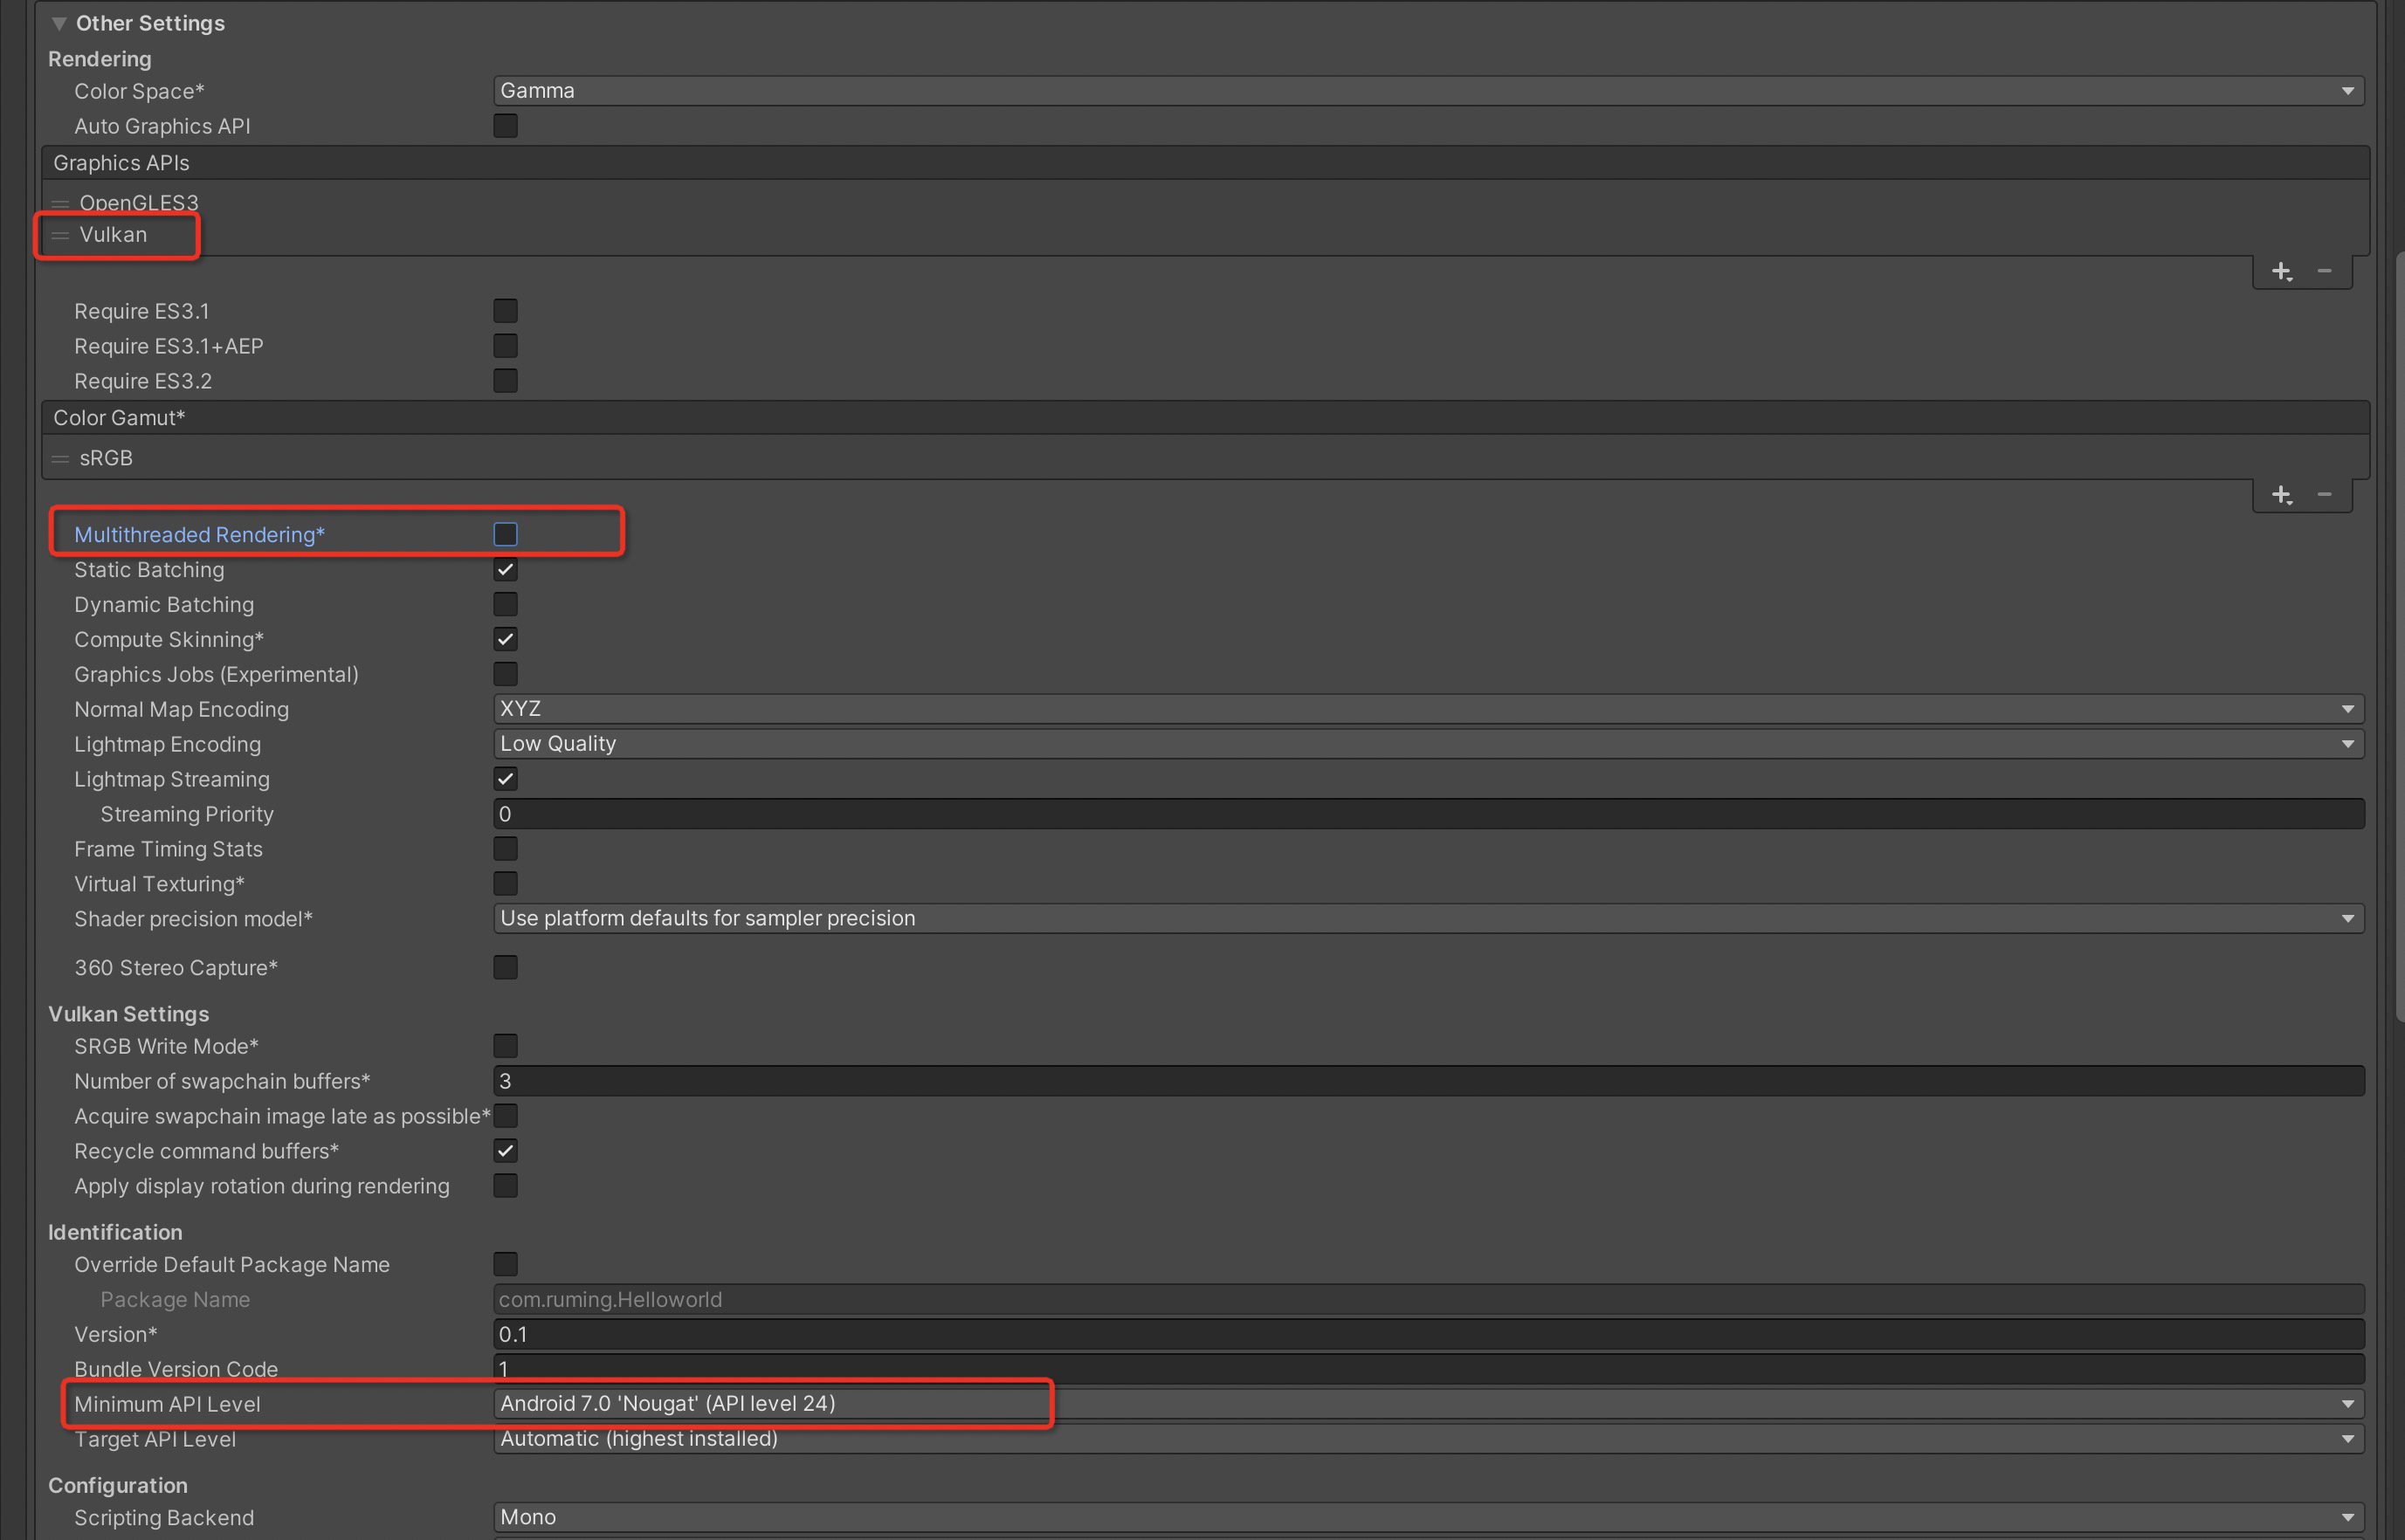 Other Settings
Rendering
Color Space* Gamma
Auto Graphics API
Graphics APIs
OpenGLES3
Vulkan
Require ES3.1
Require ES3.1+AEP
Require ES3.2
Color Gamut*
sRGB
Multithreaded Rendering*
Static Batching
Dynamic Batching
Compute Skinning*
Graphics Jobs (Experimental)
Normal Map Encoding XYZ
Lightmap Encoding Low Quality
Lightmap Streaming
Streaming Priority 0
Frame Timing Stats
Virtual Texturing*
Shader precision model* Use platform defaults for sampler precision
360 Stereo Capture*
Vulkan Settings
SRGB Write Mode*
Number of swapchain buffers* 3
Acquire swapchain image late as possible*
Recycle command buffers*
Apply display rotation during rendering
Identification
Override Default Package Name
Package Name com.ruming.Helloworld
Version* 0.1
Bundle Version Code 1
Minimum API Level Android 7.0 'Nougat' (API level 24)
Target API Level Automatic (highest installed)
Configuration
Scripting Backend Mono